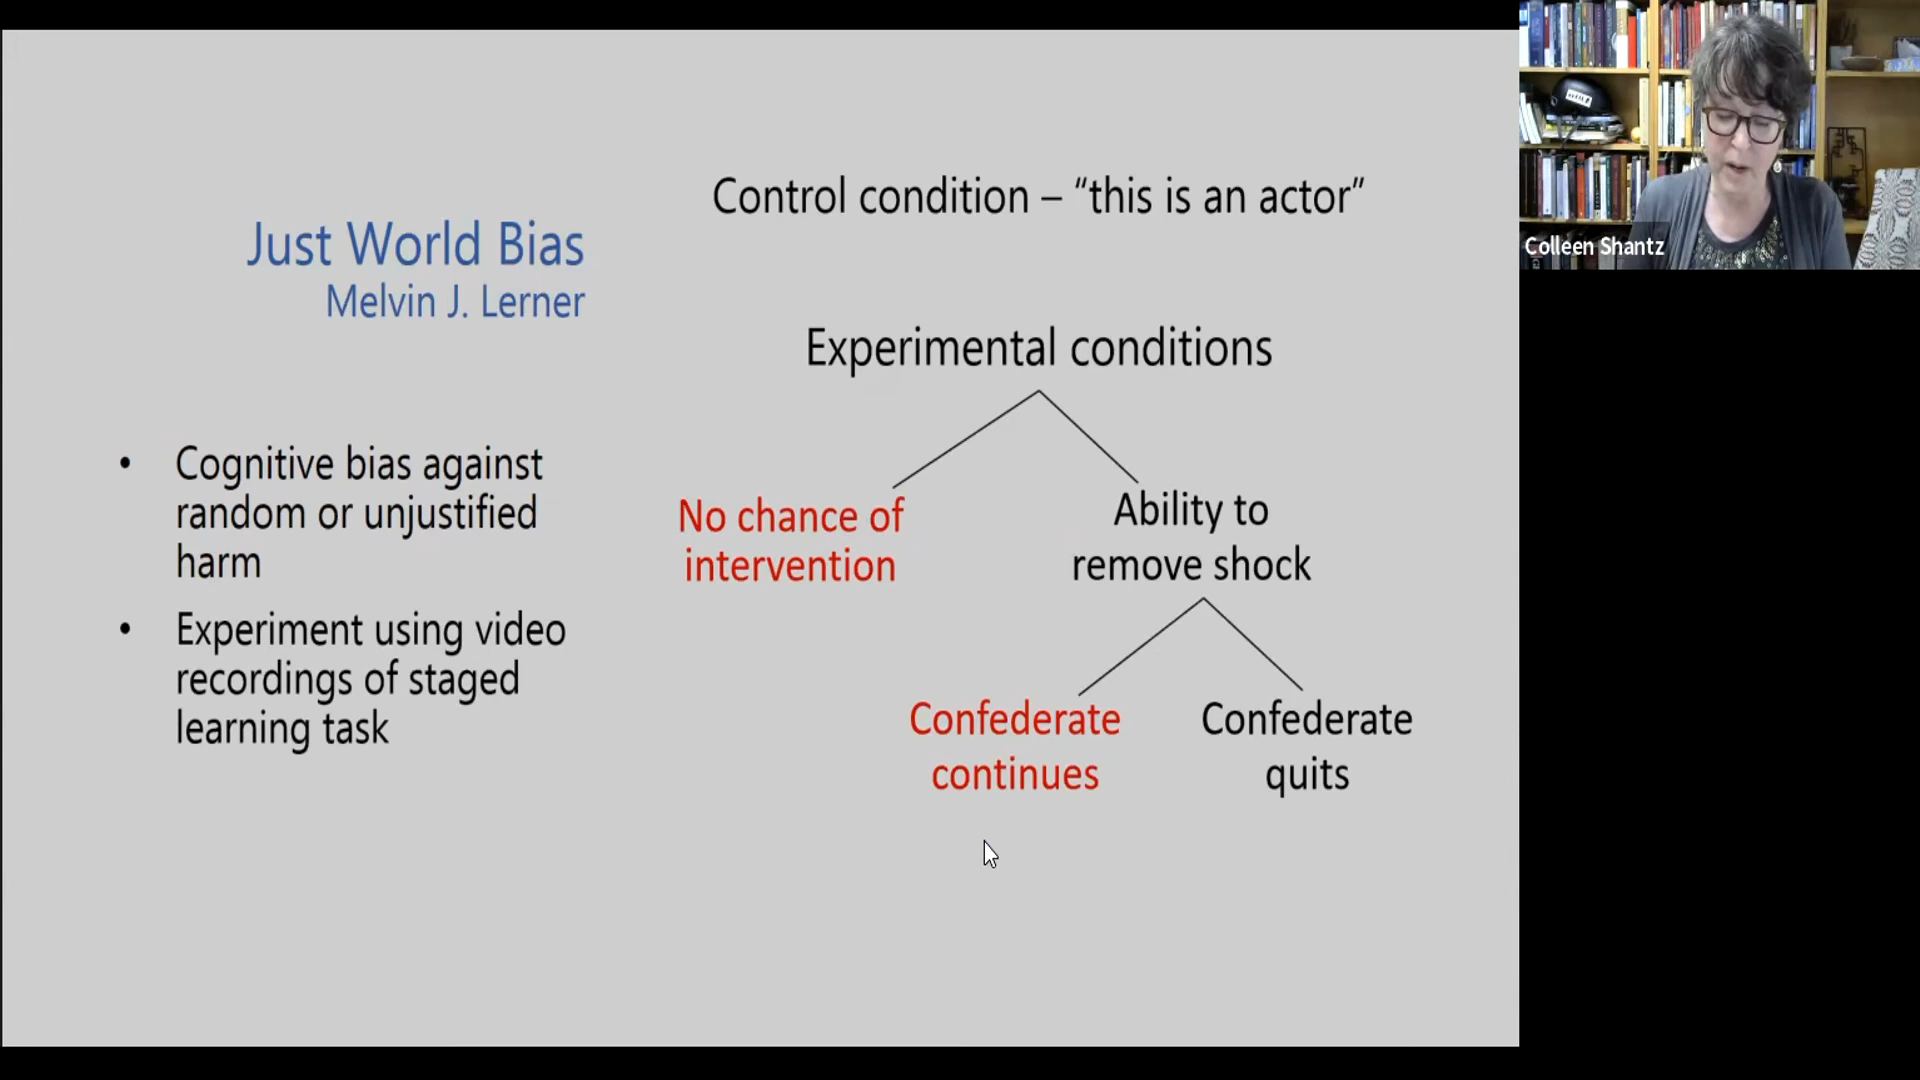 Just World Bias
Melvin J. Lerner
• Cognitive bias against
random or unjustified
harm
• Experiment using video
recordings of staged
learning task
Control condition – “this is an actor”
Experimental conditions
No chance of
intervention
Ability to
remove shock
Confederate
continues
Confederate
quits
Colleen Shantz